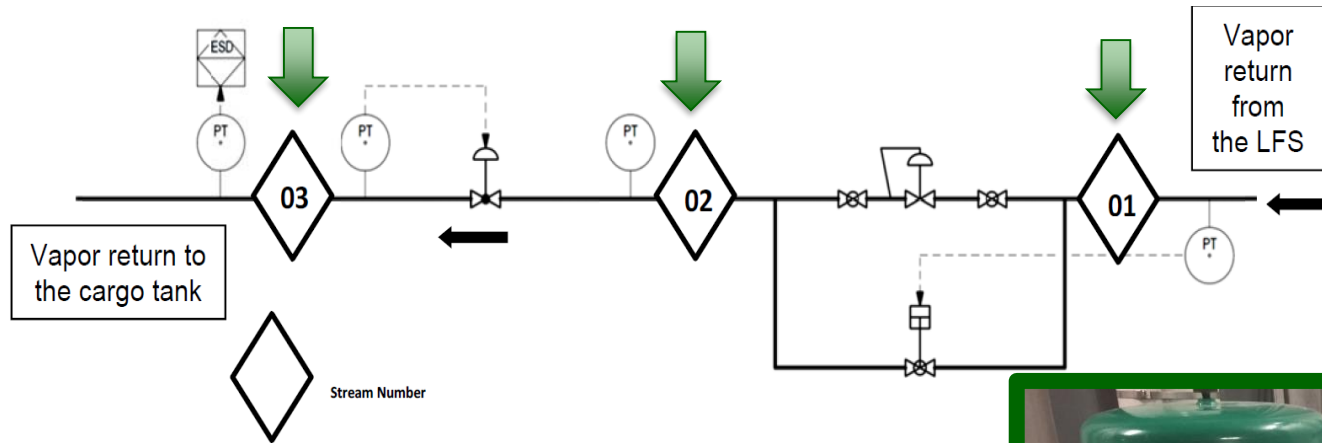 ESD
Vapor
return
from
the LFS
PT
*
PT
*
PT
*
03
02
01
PT
*
Vapor return to
the cargo tank
Stream Number